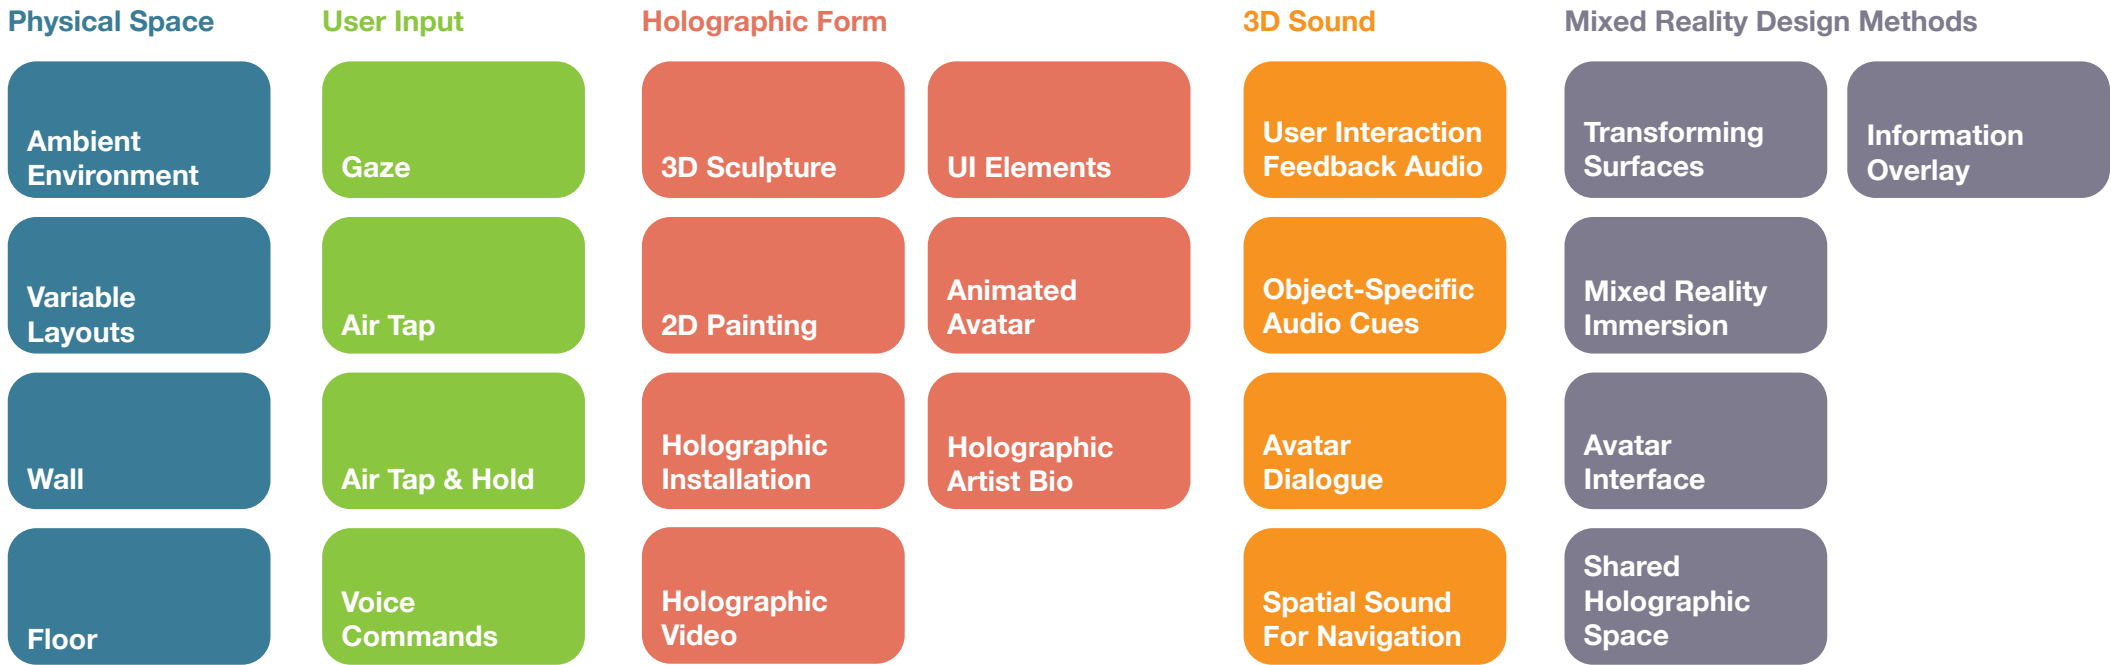 Physical Space
Ambient
Environment
Variable
Layouts
Wall
Floor
User Input
Gaze
Air Tap
Air Tap & Hold
Voice
Commands
Holographic Form
3D Sculpture
2D Painting
Holographic
Installation
Holographic
Video
UI Elements
Animated
Avatar
Holographic
Artist Bio
3D Sound
User Interaction
Feedback Audio
Object-Specific
Audio Cues
Avatar
Dialogue
Spatial Sound
For Navigation
Mixed Reality Design Methods
Transforming
Surfaces
Mixed Reality
Immersion
Avatar
Interface
Shared
Holographic
Space
Information
Overlay